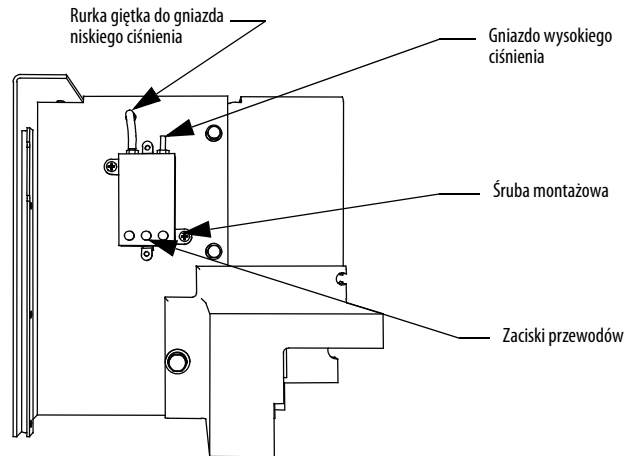 Rurka giętka do gniazda
niskiego ciśnienia
Gniazdo wysokiego
ciśnienia
Śruba montażowa
Zaciski przewodów